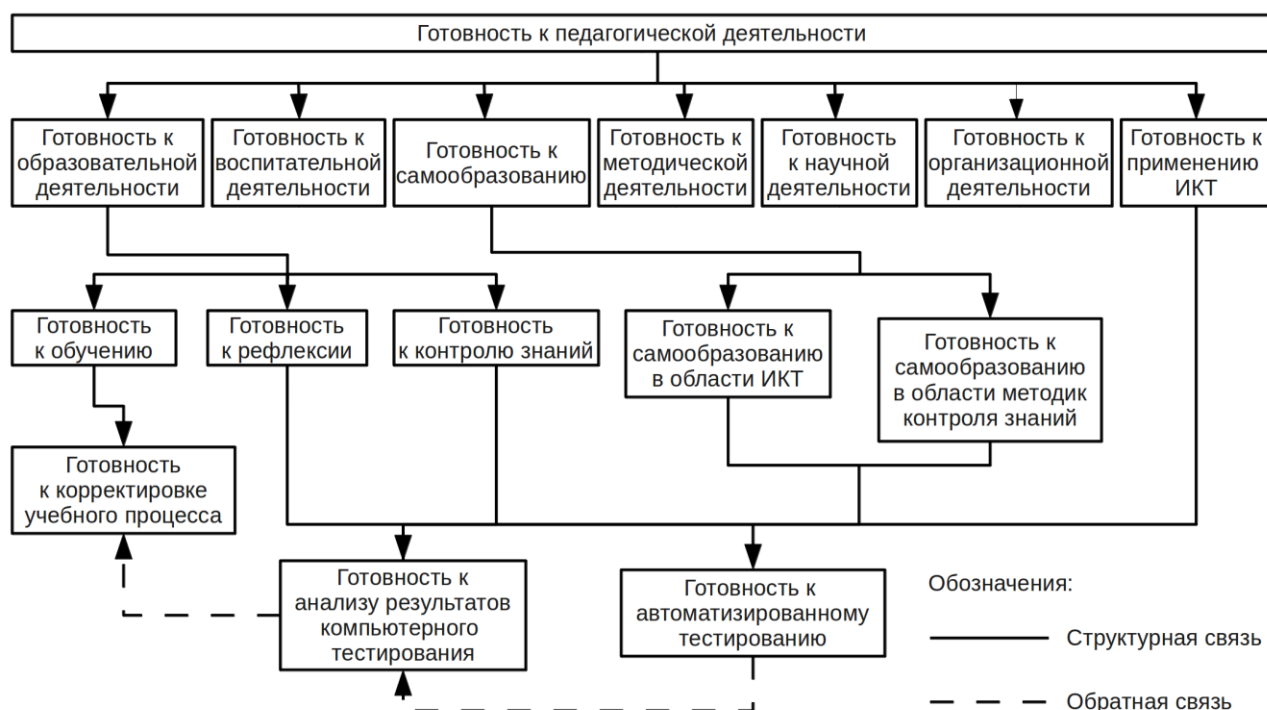 Готовность к педагогической деятельности
Готовность к
образовательной
деятельности
Готовность к
воспитательной
деятельности
Готовность к
самообразованию
Готовность к
методической
деятельности
Готовность
к научной
деятельности
Готовность к
организационной
деятельности
Готовность к
применению
ИКТ
Готовность
к обучению
Готовность
к рефлексии
Готовность
к контролю знаний
Готовность к
самообразованию
в области ИКТ
Готовность к
самообразованию
в области методик
контроля знаний
Готовность
к корректировке
учебного процесса
Готовность к
анализу результатов
компьютерного
тестирования
Готовность к
автоматизированному
тестированию
Обозначения:
Структурная связь
Обратная связь